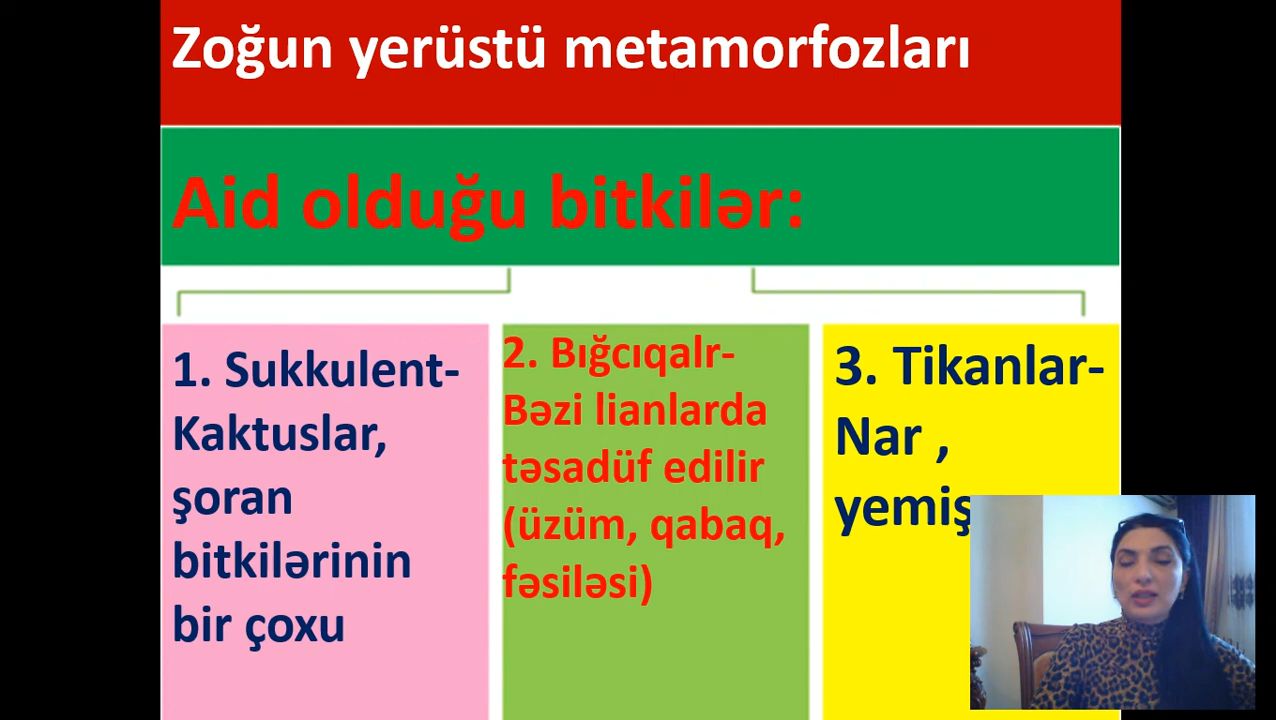 Zoğun yerüstü metamorfozları
Aid olduğu bitkilər:
1. Sukkulent-
Kaktuslar,
şoran
bitkilərinin
bir çoxu
2. Bığcıqalr-
Bəzi lianlarda
təsadüf edilir
(üzüm, qabaq,
fəsiləsi)
3. Tikanlar-
Nar ,